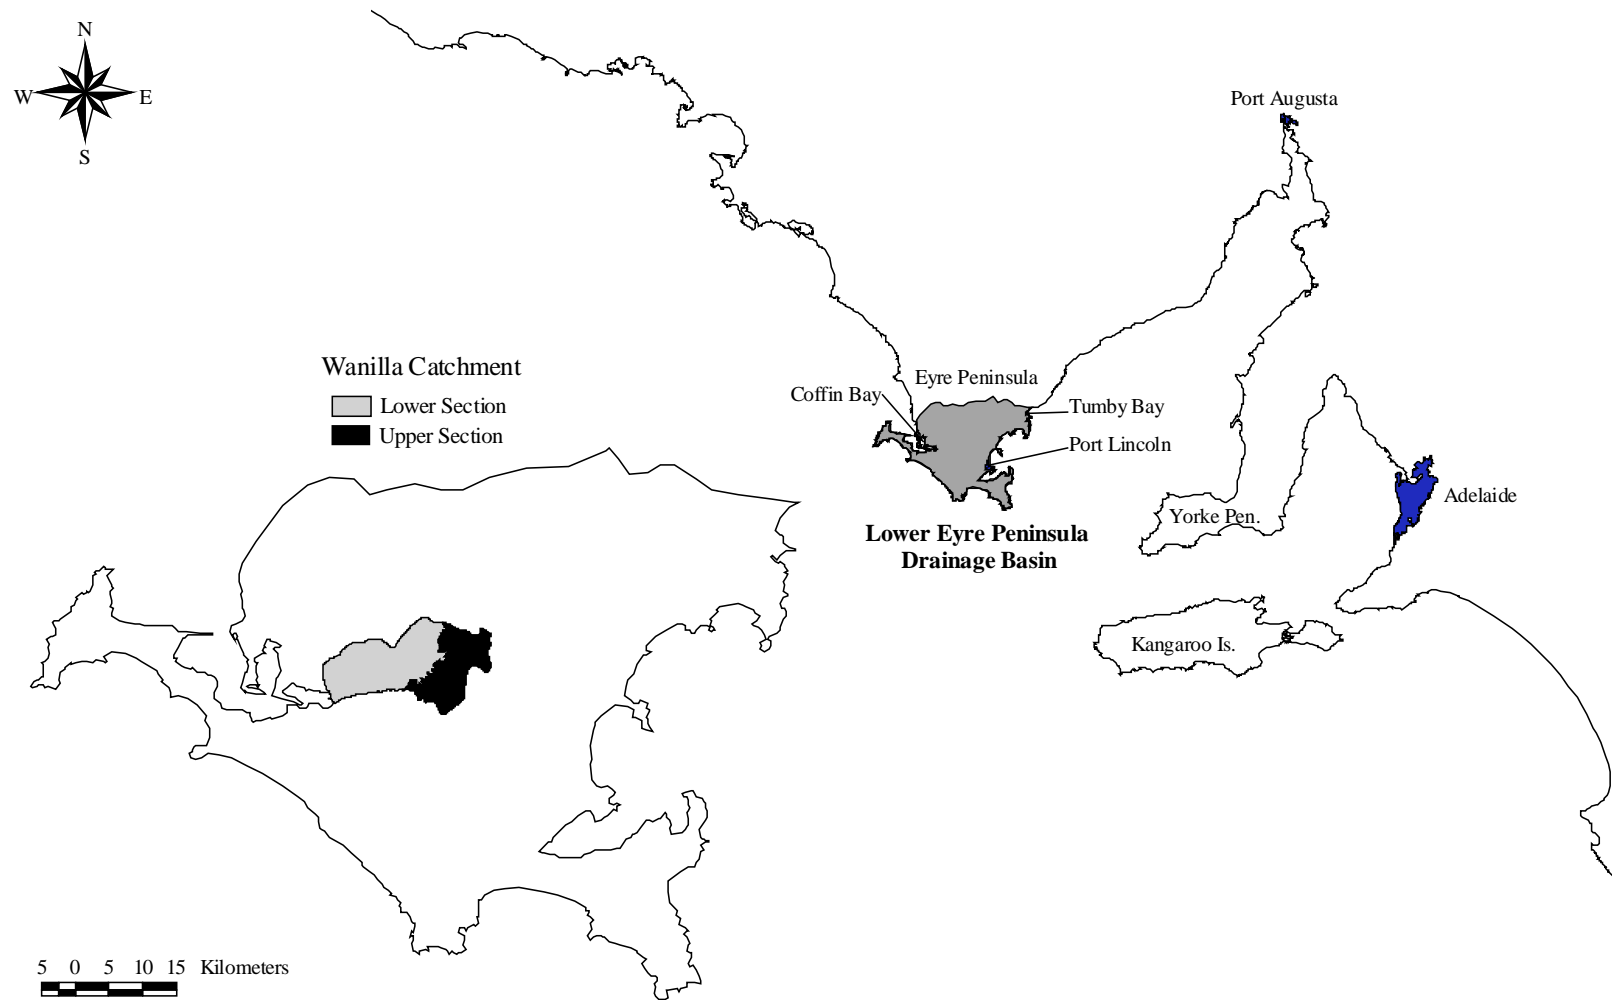 N
W E
S
Port Augusta
Wanilla Catchment
Lower Section
Upper Section
Eyre Peninsula
Coffin Bay
Tumby Bay
Port Lincoln
Adelaide
Yorke Pen.
Lower Eyre Peninsula
Drainage Basin
Kangaroo Is.
5 0 5 10 15 Kilometers